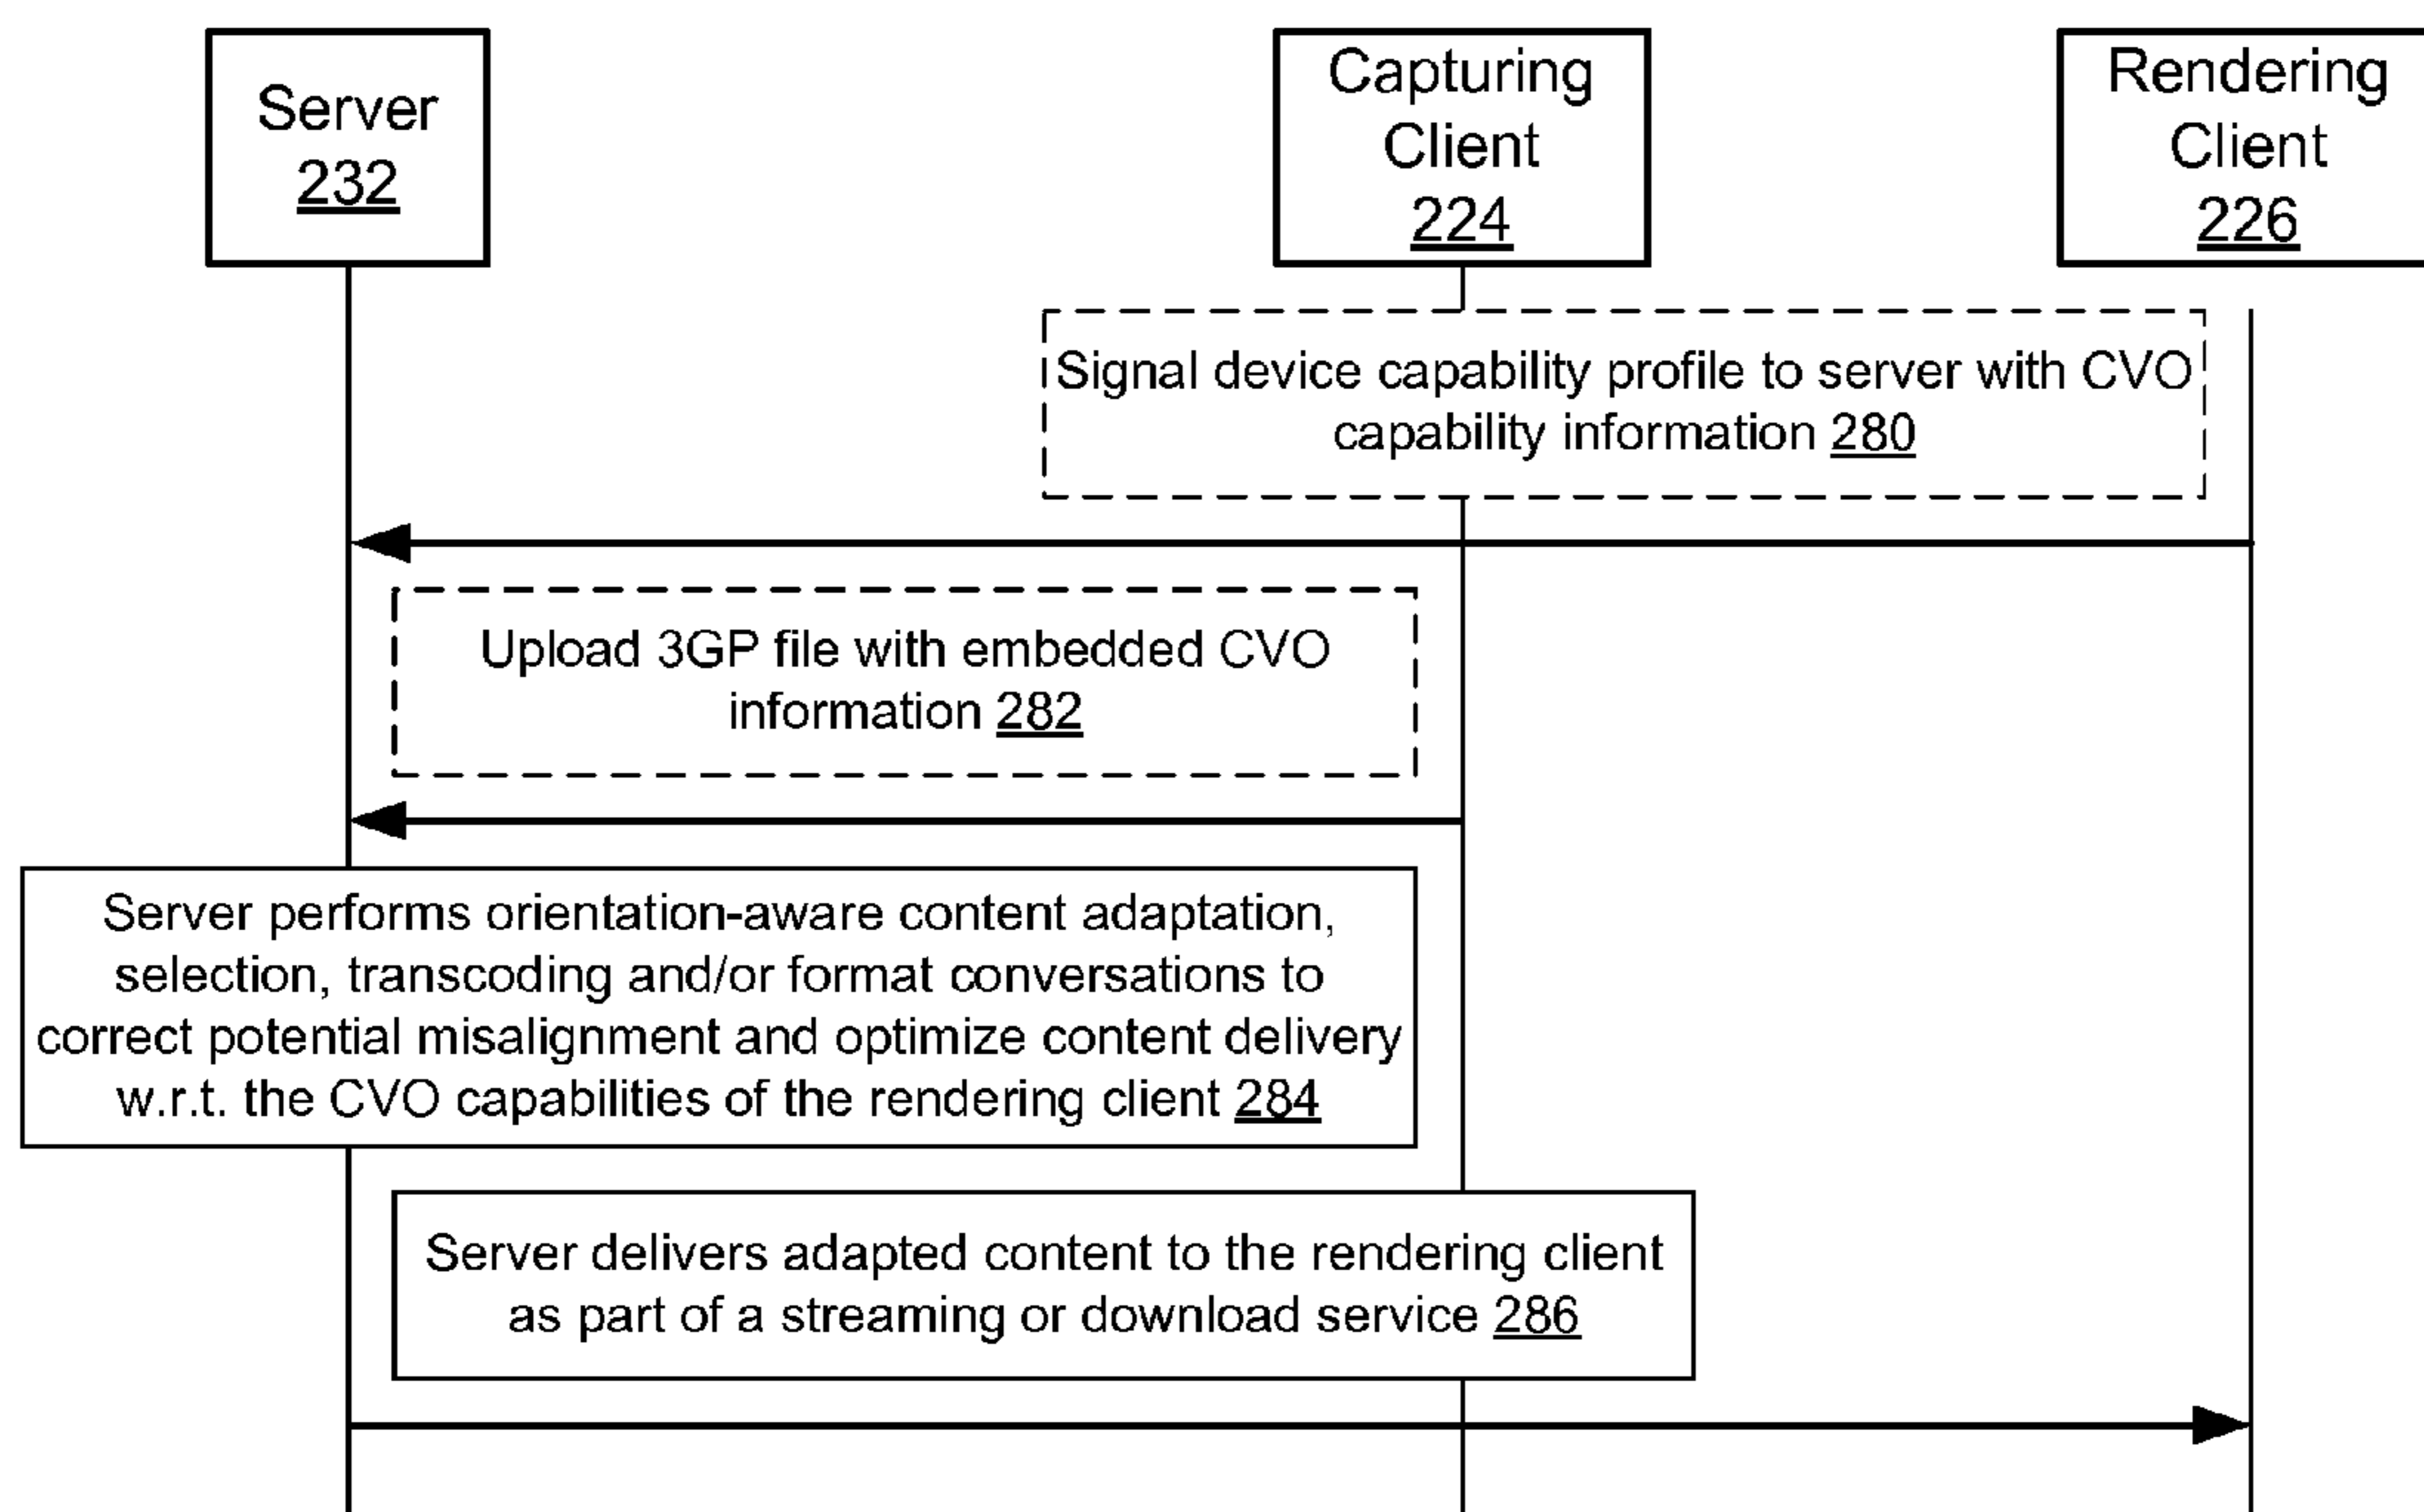 Server
232
Capturing
Client
224
Rendering
Client
226
Signal device capability profile to server with CVO
capability information 280
Upload 3GP file with embedded CVO
information 282
Server performs orientation-aware content adaptation,
selection, transcoding and/or format conversations to
correct potential misalignment and optimize content delivery
w.r.t. the CVO capabilities of the rendering client 284
Server delivers adapted content to the rendering client
as part of a streaming or download service 286